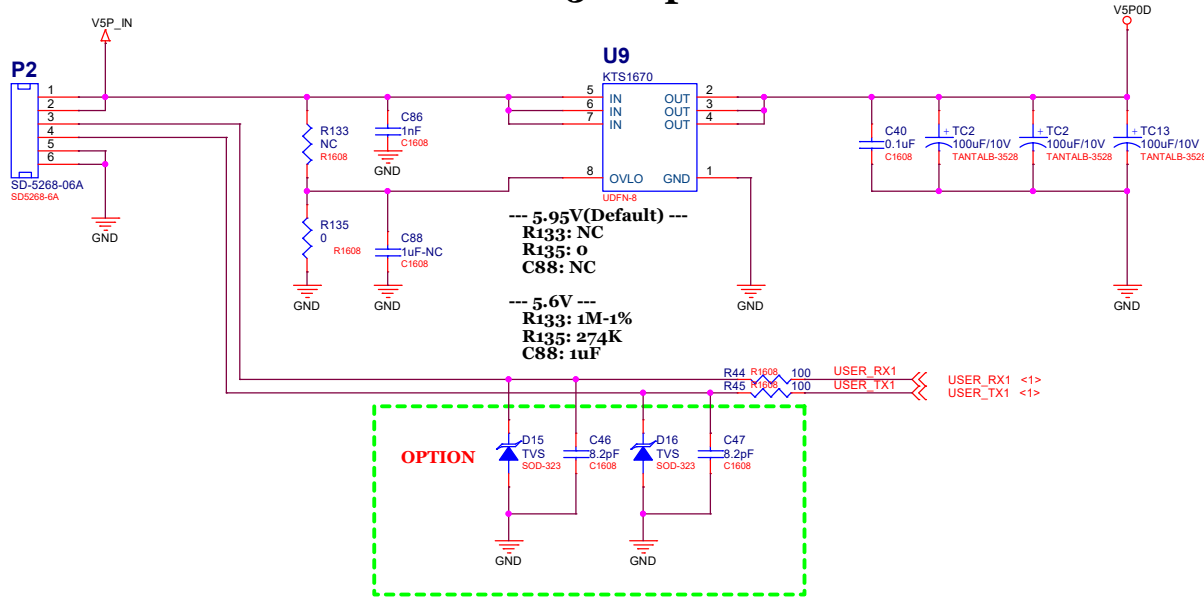 V5P_IN
V5P0D
P2
1
2
3
4
5
6
SD-5268-06A
SD5268-6A
GND
R133
NC
R1608
C86
1nF
C1608
GND
R135
0
R1608
GND
C88
1uF-NC
C1608
GND
U9
KTS1670
5 IN OUT 2
6 IN OUT 3
7 IN OUT 4
8 OVLO GND 1
UDFN-8
GND
--- 5.95V(Default) ---
R133: NC
R135: 0
C88: NC
--- 5.6V ---
R133: 1M-1%
R135: 274K
C88: 1uF
C40
0.1uF
C1608
+ TC2
100uF/10V
TANTALB-3528
+ TC2
100uF/10V
TANTALB-3528
+ TC13
100uF/10V
TANTALB-3528
GND
R44 R1608 100 USER_RX1 USER_RX1 <1>
R45 R1608 100 USER_TX1 USER_TX1 <1>
OPTION
D15
TVS
SOD-323
C46
8.2pF
C1608
D16
TVS
SOD-323
C47
8.2pF
C1608
GND
GND